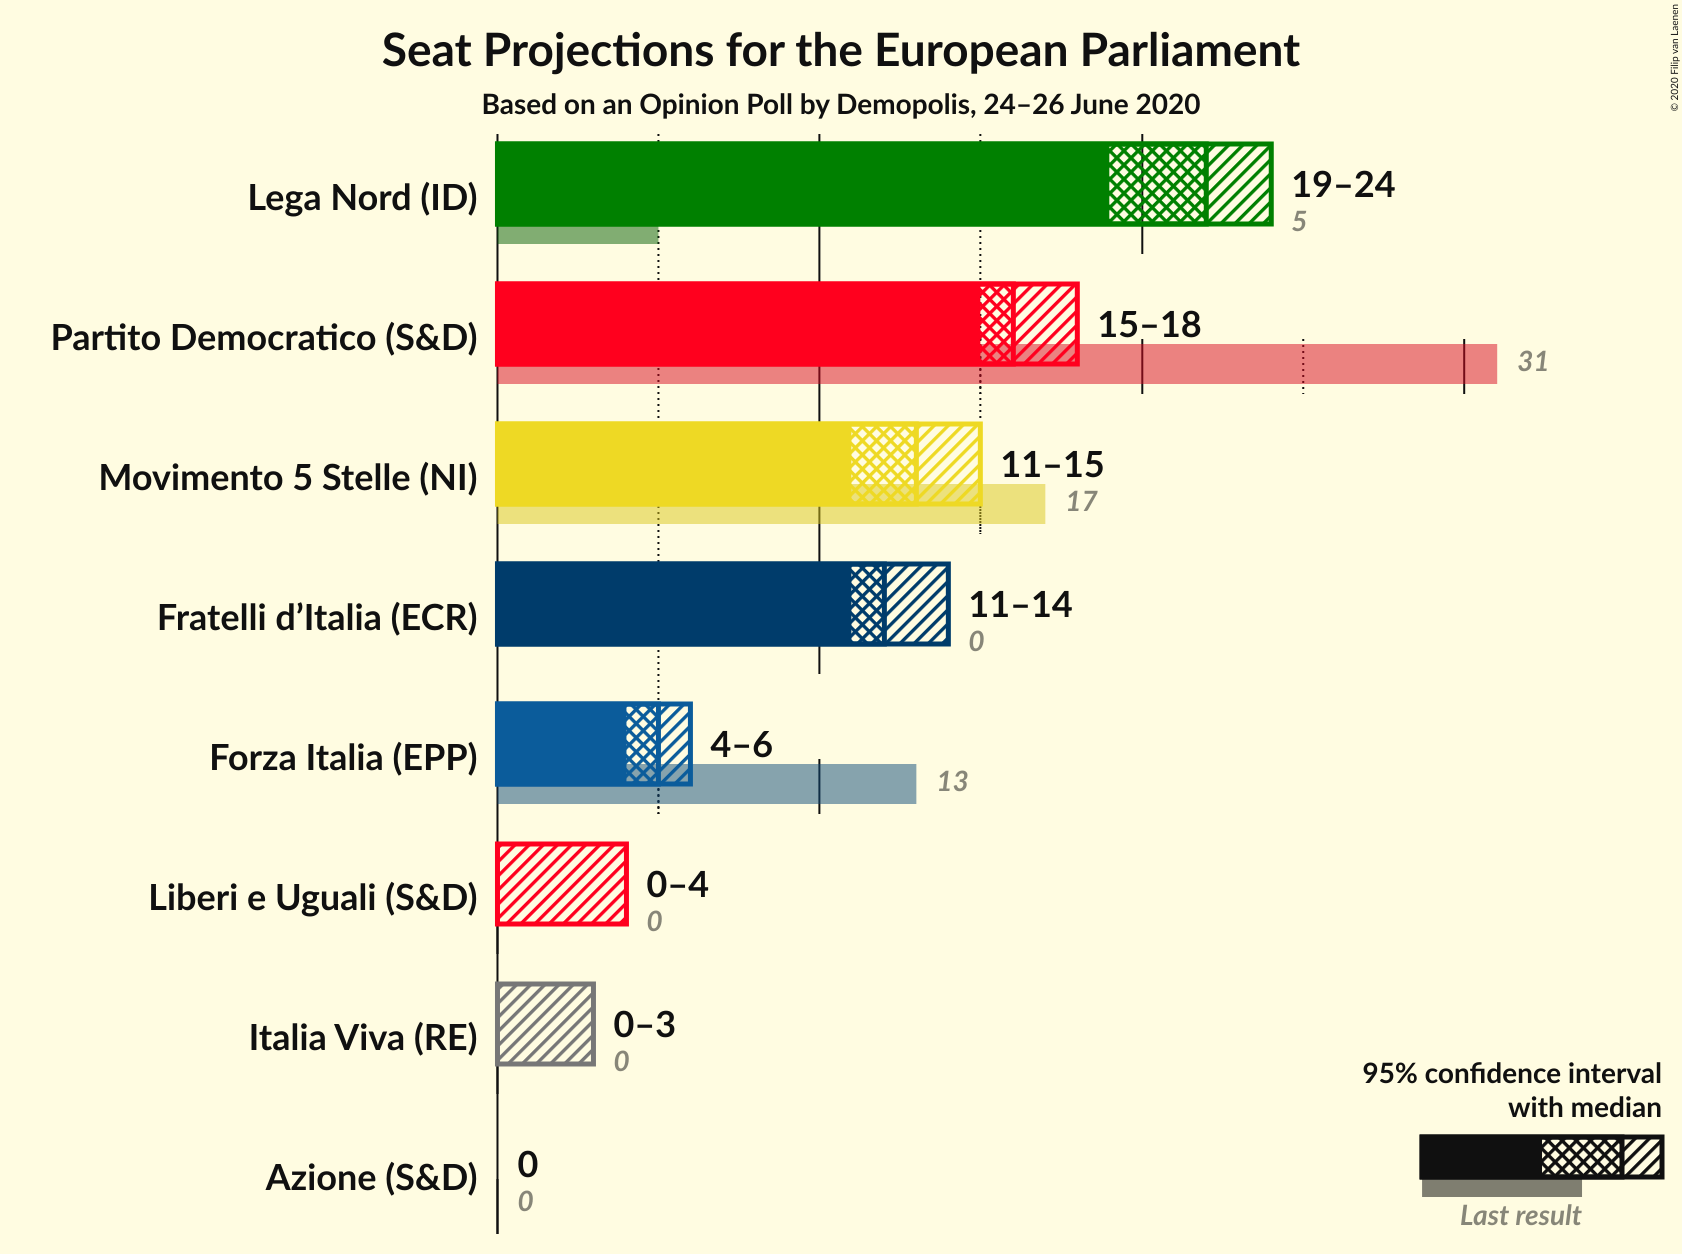 Seat Projections for the European Parliament
Based on an Opinion Poll by Demopolis, 24–26 June 2020
© 2020 Filip van Laenen
Lega Nord (ID)
19–24
5
Partito Democratico (S&D)
15–18
31
Movimento 5 Stelle (NI)
11–15
17
Fratelli d’Italia (ECR)
11–14
0
Forza Italia (EPP)
4–6
13
Liberi e Uguali (S&D)
0–4
0
Italia Viva (RE)
0–3
0
Azione (S&D)
0
0
95% confidence interval
with median
Last result